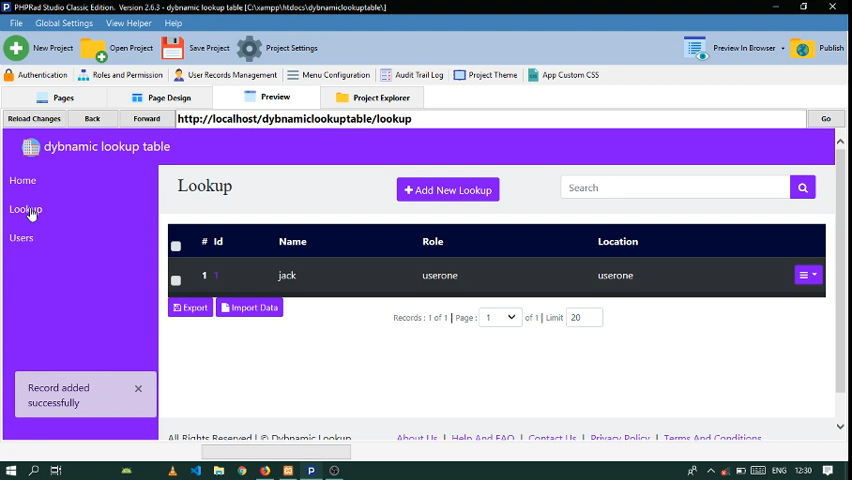 PHPRad Studio Classic Edition. Version 2.6.3 - dybnamic lookup table [C:\xampp\htdocs\dybnamiclookuptable\]
File Global Settings View Helper Help
New Project Open Project Save Project Project Settings Preview In Browser Publish
Authentication Roles and Permission User Records Management Menu Configuration Audit Trail Log Project Theme App Custom CSS
Pages Page Design Preview Project Explorer
Reload Changes Back Forward http://localhost/dybnamiclookuptable/lookup Go
dybnamic lookup table
Home
Lookup
Users
Lookup + Add New Lookup Search
# Id Name Role Location
1 1 jack userone userone
Export Import Data Records : 1 of 1 | Page : 1 of 1 | Limit 20
Record added successfully ×
All Rights Reserved | © Dybnamic Lookup About Us | Help And FAQ | Contact Us | Privacy Policy | Terms And Conditions
ENG 12:30